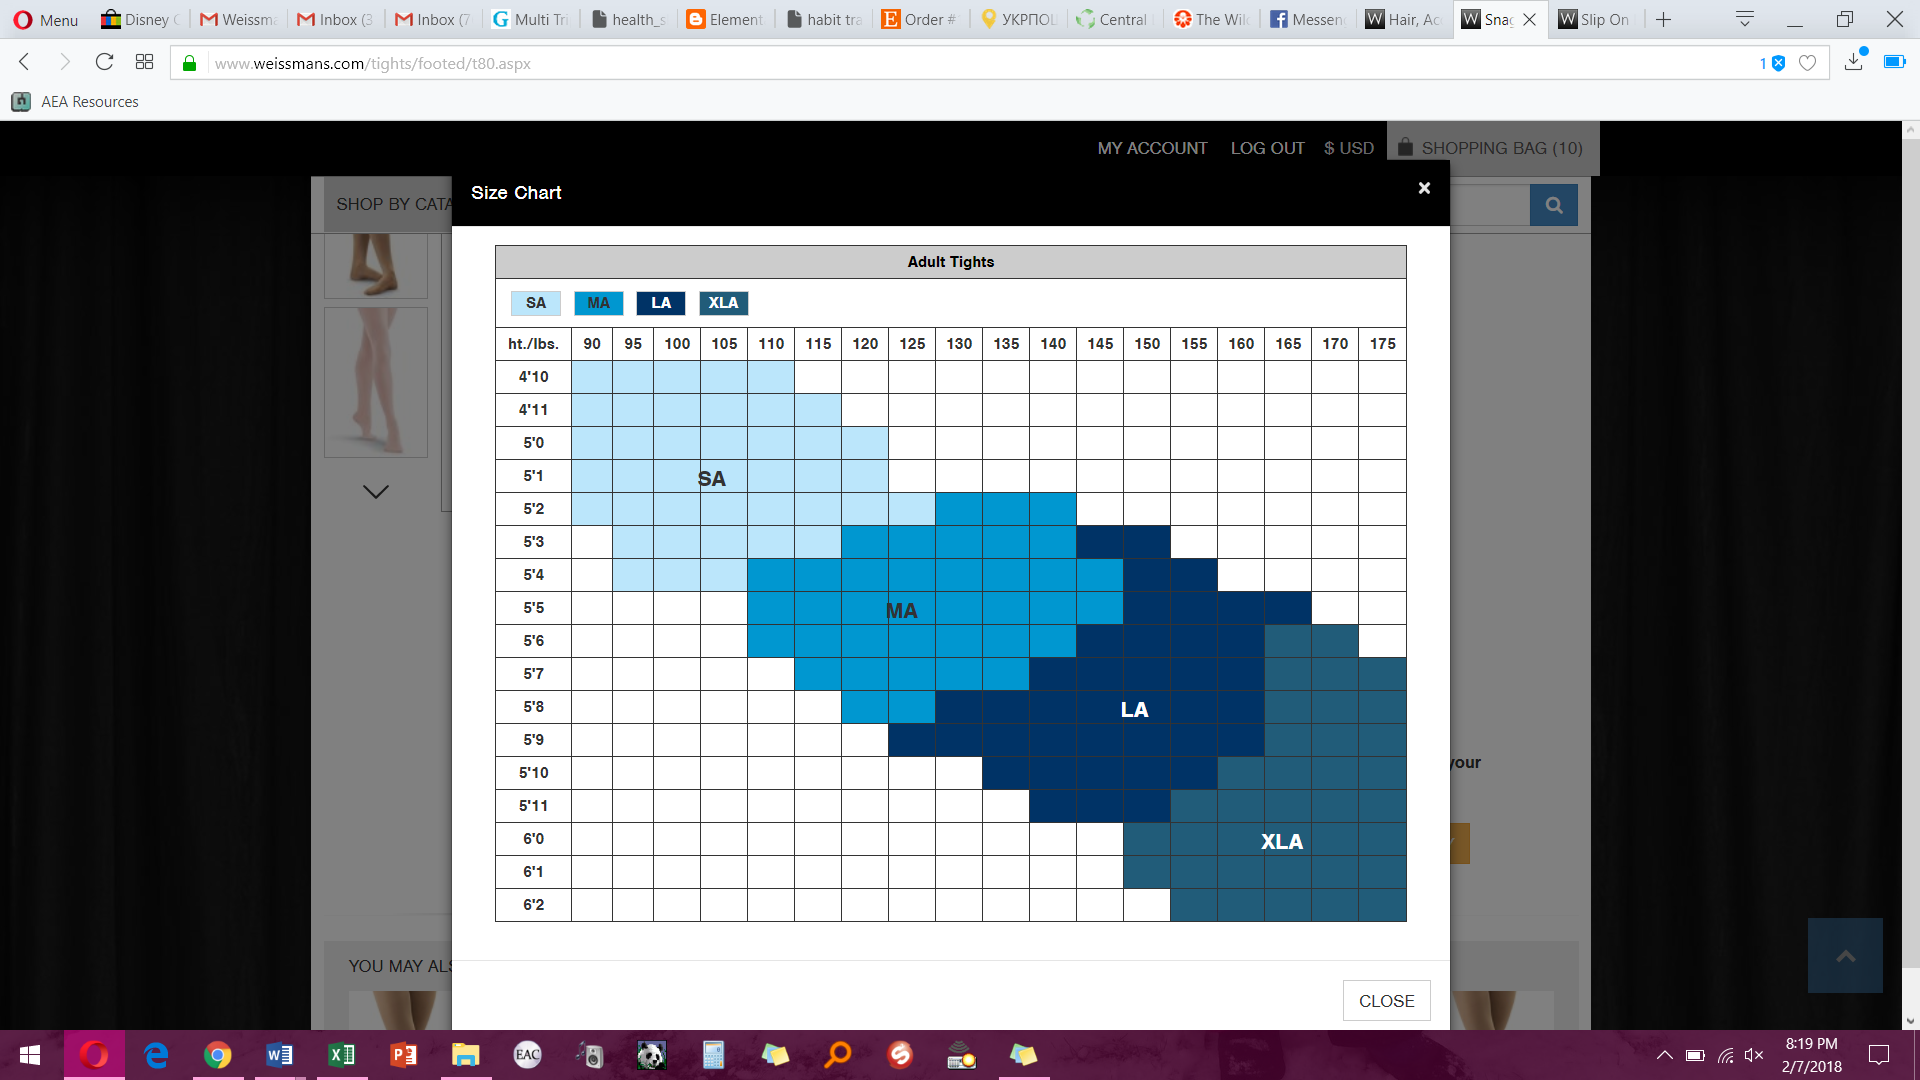 Menu Disney C Weissma Inbox (3 Inbox (7 Multi Tri health_s Element habit tra Order # УКРПОШ Central The Wild Messen Hair, Ac Snag Slip On
www.weissmans.com/tights/footed/t80.aspx 1
AEA Resources
MY ACCOUNT LOG OUT $ USD SHOPPING BAG (10)
SHOP BY CATA
Size Chart ×
Adult Tights
SA MA LA XLA
ht./lbs. 90 95 100 105 110 115 120 125 130 135 140 145 150 155 160 165 170 175
4'10
4'11
5'0
5'1
SA
5'2
5'3
5'4
5'5
MA
5'6
5'7
5'8
LA
5'9
5'10
your
5'11
6'0
XLA
6'1
6'2
YOU MAY ALS
CLOSE
EAC
8:19 PM
2/7/2018